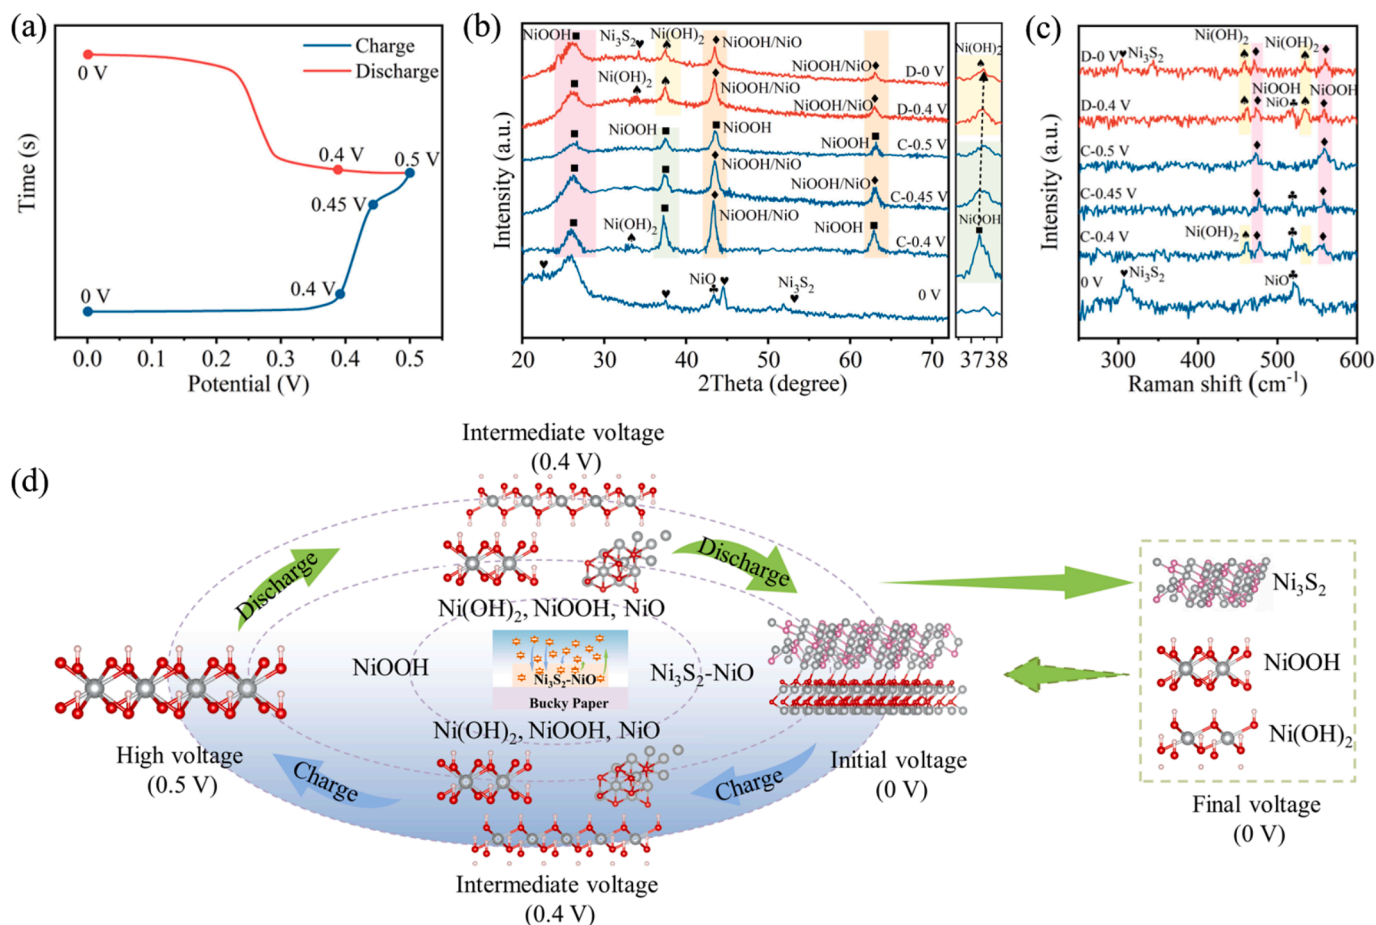 (a)
Charge
Discharge
0 V
0.4 V
0.5 V
0.45 V
0.4 V
0 V
Time (s)
0.0 0.1 0.2 0.3 0.4 0.5
Potential (V)
(b)
NiOOH■ Ni3S2 Ni(OH)2 NiOOH/NiO
♥ ♠ ♦
NiOOH/NiO♦ D-0 V
Ni(OH)2 ♠ ♦
■ ♠ NiOOH/NiO
NiOOH/NiO♦ D-0.4 V
■ NiOOH■ ■NiOOH NiOOH■ C-0.5 V
■ ■ ♦NiOOH/NiO
NiOOH/NiO♦ C-0.45 V
■ Ni(OH)2 ■ ♦NiOOH/NiO NiOOH■ C-0.4 V
♠
♥ ♥ NiO♣ ♥ Ni3S2 ♥ 0 V
Intensity (a.u.)
20 30 40 50 60 70
2Theta (degree)
Ni(OH)2
♠
♠
NiOOH
■
37 38
(c)
Ni(OH)2 Ni(OH)2
D-0 V ♥Ni3S2 ♠ ♦ ♠ ♦
NiOOH NiOOH
D-0.4 V ♠ ♦ NiO♣ ♠ ♦
C-0.5 V ♦ ♦
C-0.45 V ♦ ♣ ♦
C-0.4 V Ni(OH)2 ♠ ♦ ♣ ♦
0 V ♥Ni3S2 NiO♣
Intensity (a.u.)
300 400 500 600
Raman shift (cm-1)
(d)
Intermediate voltage
(0.4 V)
Discharge
Discharge
Ni(OH)2, NiOOH, NiO
NiOOH
Ni3S2-NiO
Bucky Paper
Ni3S2-NiO
Ni(OH)2, NiOOH, NiO
High voltage
(0.5 V)
Charge
Charge
Initial voltage
(0 V)
Intermediate voltage
(0.4 V)
Ni3S2
NiOOH
Ni(OH)2
Final voltage
(0 V)